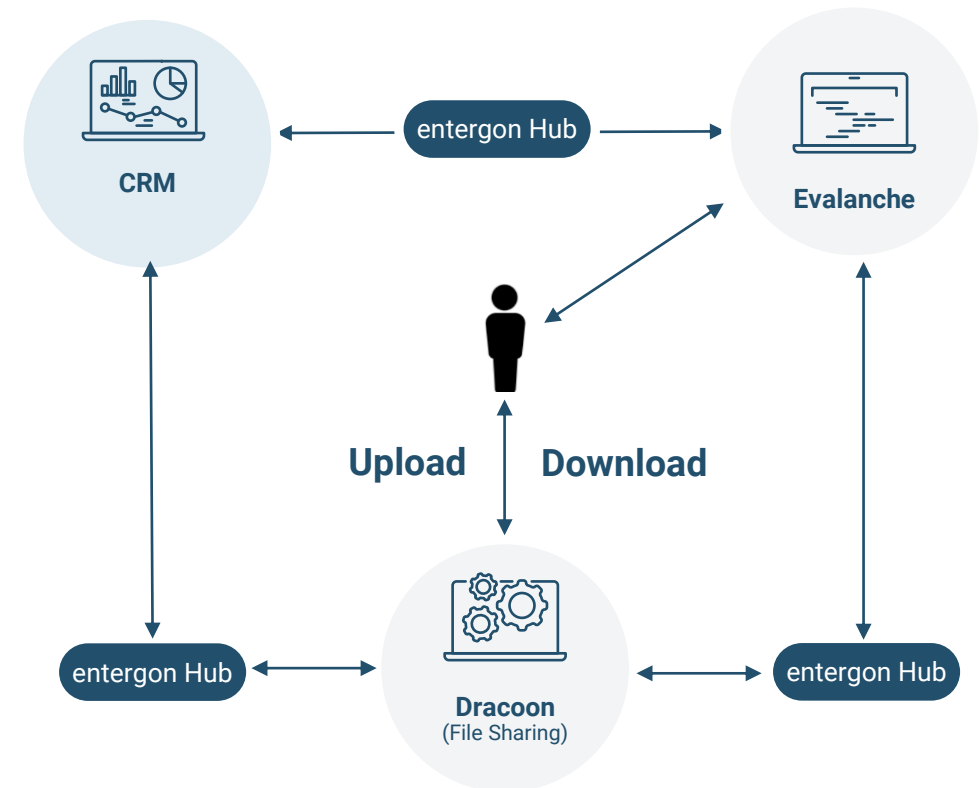 entergon Hub
CRM
Evalanche
Upload
Download
entergon Hub
entergon Hub
Dracoon
(File Sharing)